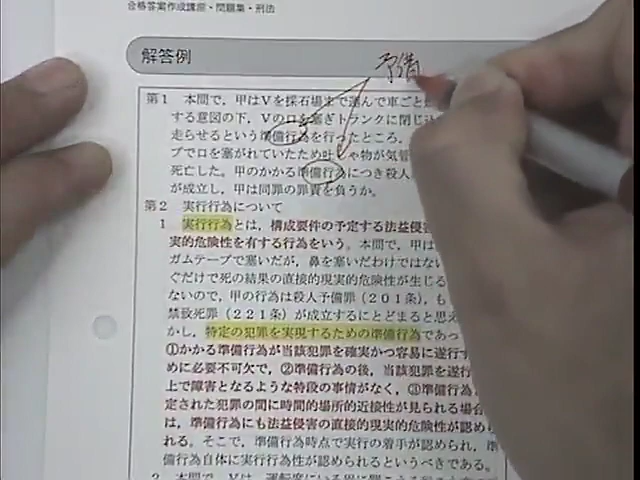 合格答案作成講座・問題集・刑法
解答例
予備
第1 本問で，甲はVを採石場まで運んで車ごと
する意図の下，Vの口を塞ぎトランクに閉じ込
走らせるという準備行為を行ったところ，
プで口を塞がれていたため吐しゃ物が気管
死亡した。甲のかかる準備行為につき殺人
が成立し，甲は同罪の罪責を負うか。
第2 実行行為について
1 実行行為とは，構成要件の予定する法益侵害
実的危険性を有する行為をいう。本問で，甲は
ガムテープで塞いだが，鼻を塞いだわけではない
ぐだけで死の結果の直接的現実的危険性が生じる
ないので，甲の行為は殺人予備罪（201条），も
禁致死罪（221条）が成立するにとどまると思え
かし，特定の犯罪を実現するための準備行為であっ
①かかる準備行為が当該犯罪を確実かつ容易に遂行す
めに必要不可欠で，②準備行為の後，当該犯罪を遂行
上で障害となるような特段の事情がなく，③準備行為
定された犯罪の間に時間的場所的近接性が見られる場合
は，準備行為にも法益侵害の直接的現実的危険性が認め
れる。そこで，準備行為時点で実行の着手が認められ，準
備行為自体に実行行為性が認められるというべきである。